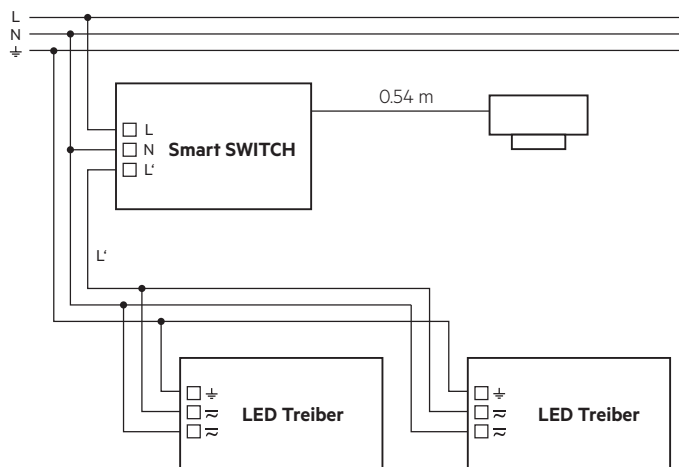 L
N
0.54 m
L
N
L‘
Smart SWITCH
L‘
LED Treiber
LED Treiber